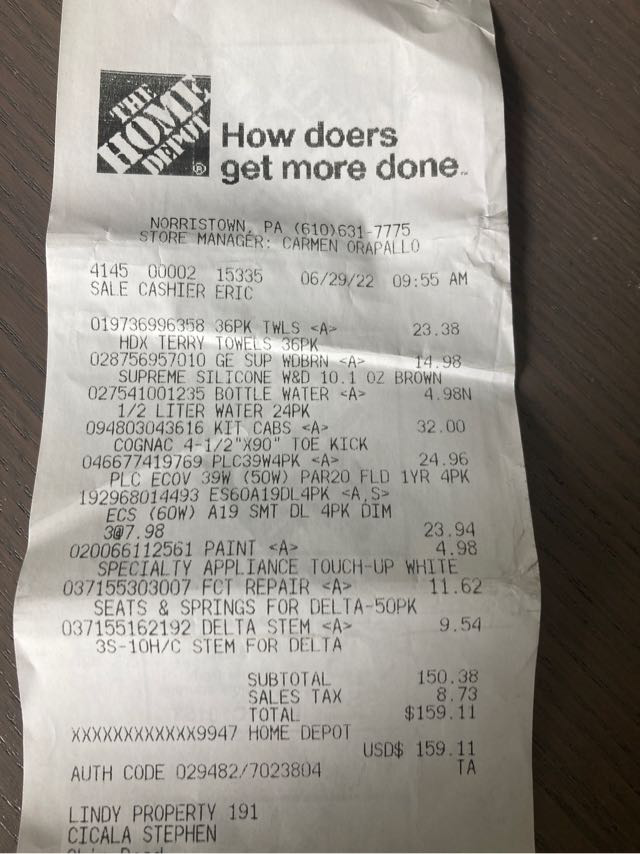 THE
HOME
DEPOT
®
How doers
get more done™
NORRISTOWN, PA (610)631-7775
STORE MANAGER: CARMEN ORAPALLO
4145 00002 15335 06/29/22 09:55 AM
SALE CASHIER ERIC
019736996358 36PK TWLS <A> 23.38
HDX TERRY TOWELS 36PK
028756957010 GE SUP WDBRN <A> 14.98
SUPREME SILICONE W&D 10.1 OZ BROWN
027541001235 BOTTLE WATER <A> 4.98N
1/2 LITER WATER 24PK
094803043616 KIT CABS <A> 32.00
COGNAC 4-1/2"X90" TOE KICK
046677419769 PLC39W4PK <A> 24.96
PLC ECOV 39W (50W) PAR20 FLD 1YR 4PK
192968014493 ES60A19DL4PK <A,S>
ECS (60W) A19 SMT DL 4PK DIM
3@7.98 23.94
020066112561 PAINT <A> 4.98
SPECIALTY APPLIANCE TOUCH-UP WHITE
037155303007 FCT REPAIR <A> 11.62
SEATS & SPRINGS FOR DELTA-50PK
037155162192 DELTA STEM <A> 9.54
3S-10H/C STEM FOR DELTA
SUBTOTAL 150.38
SALES TAX 8.73
TOTAL $159.11
XXXXXXXXXXXX9947 HOME DEPOT
USD$ 159.11
AUTH CODE 029482/7023804 TA
LINDY PROPERTY 191
CICALA STEPHEN